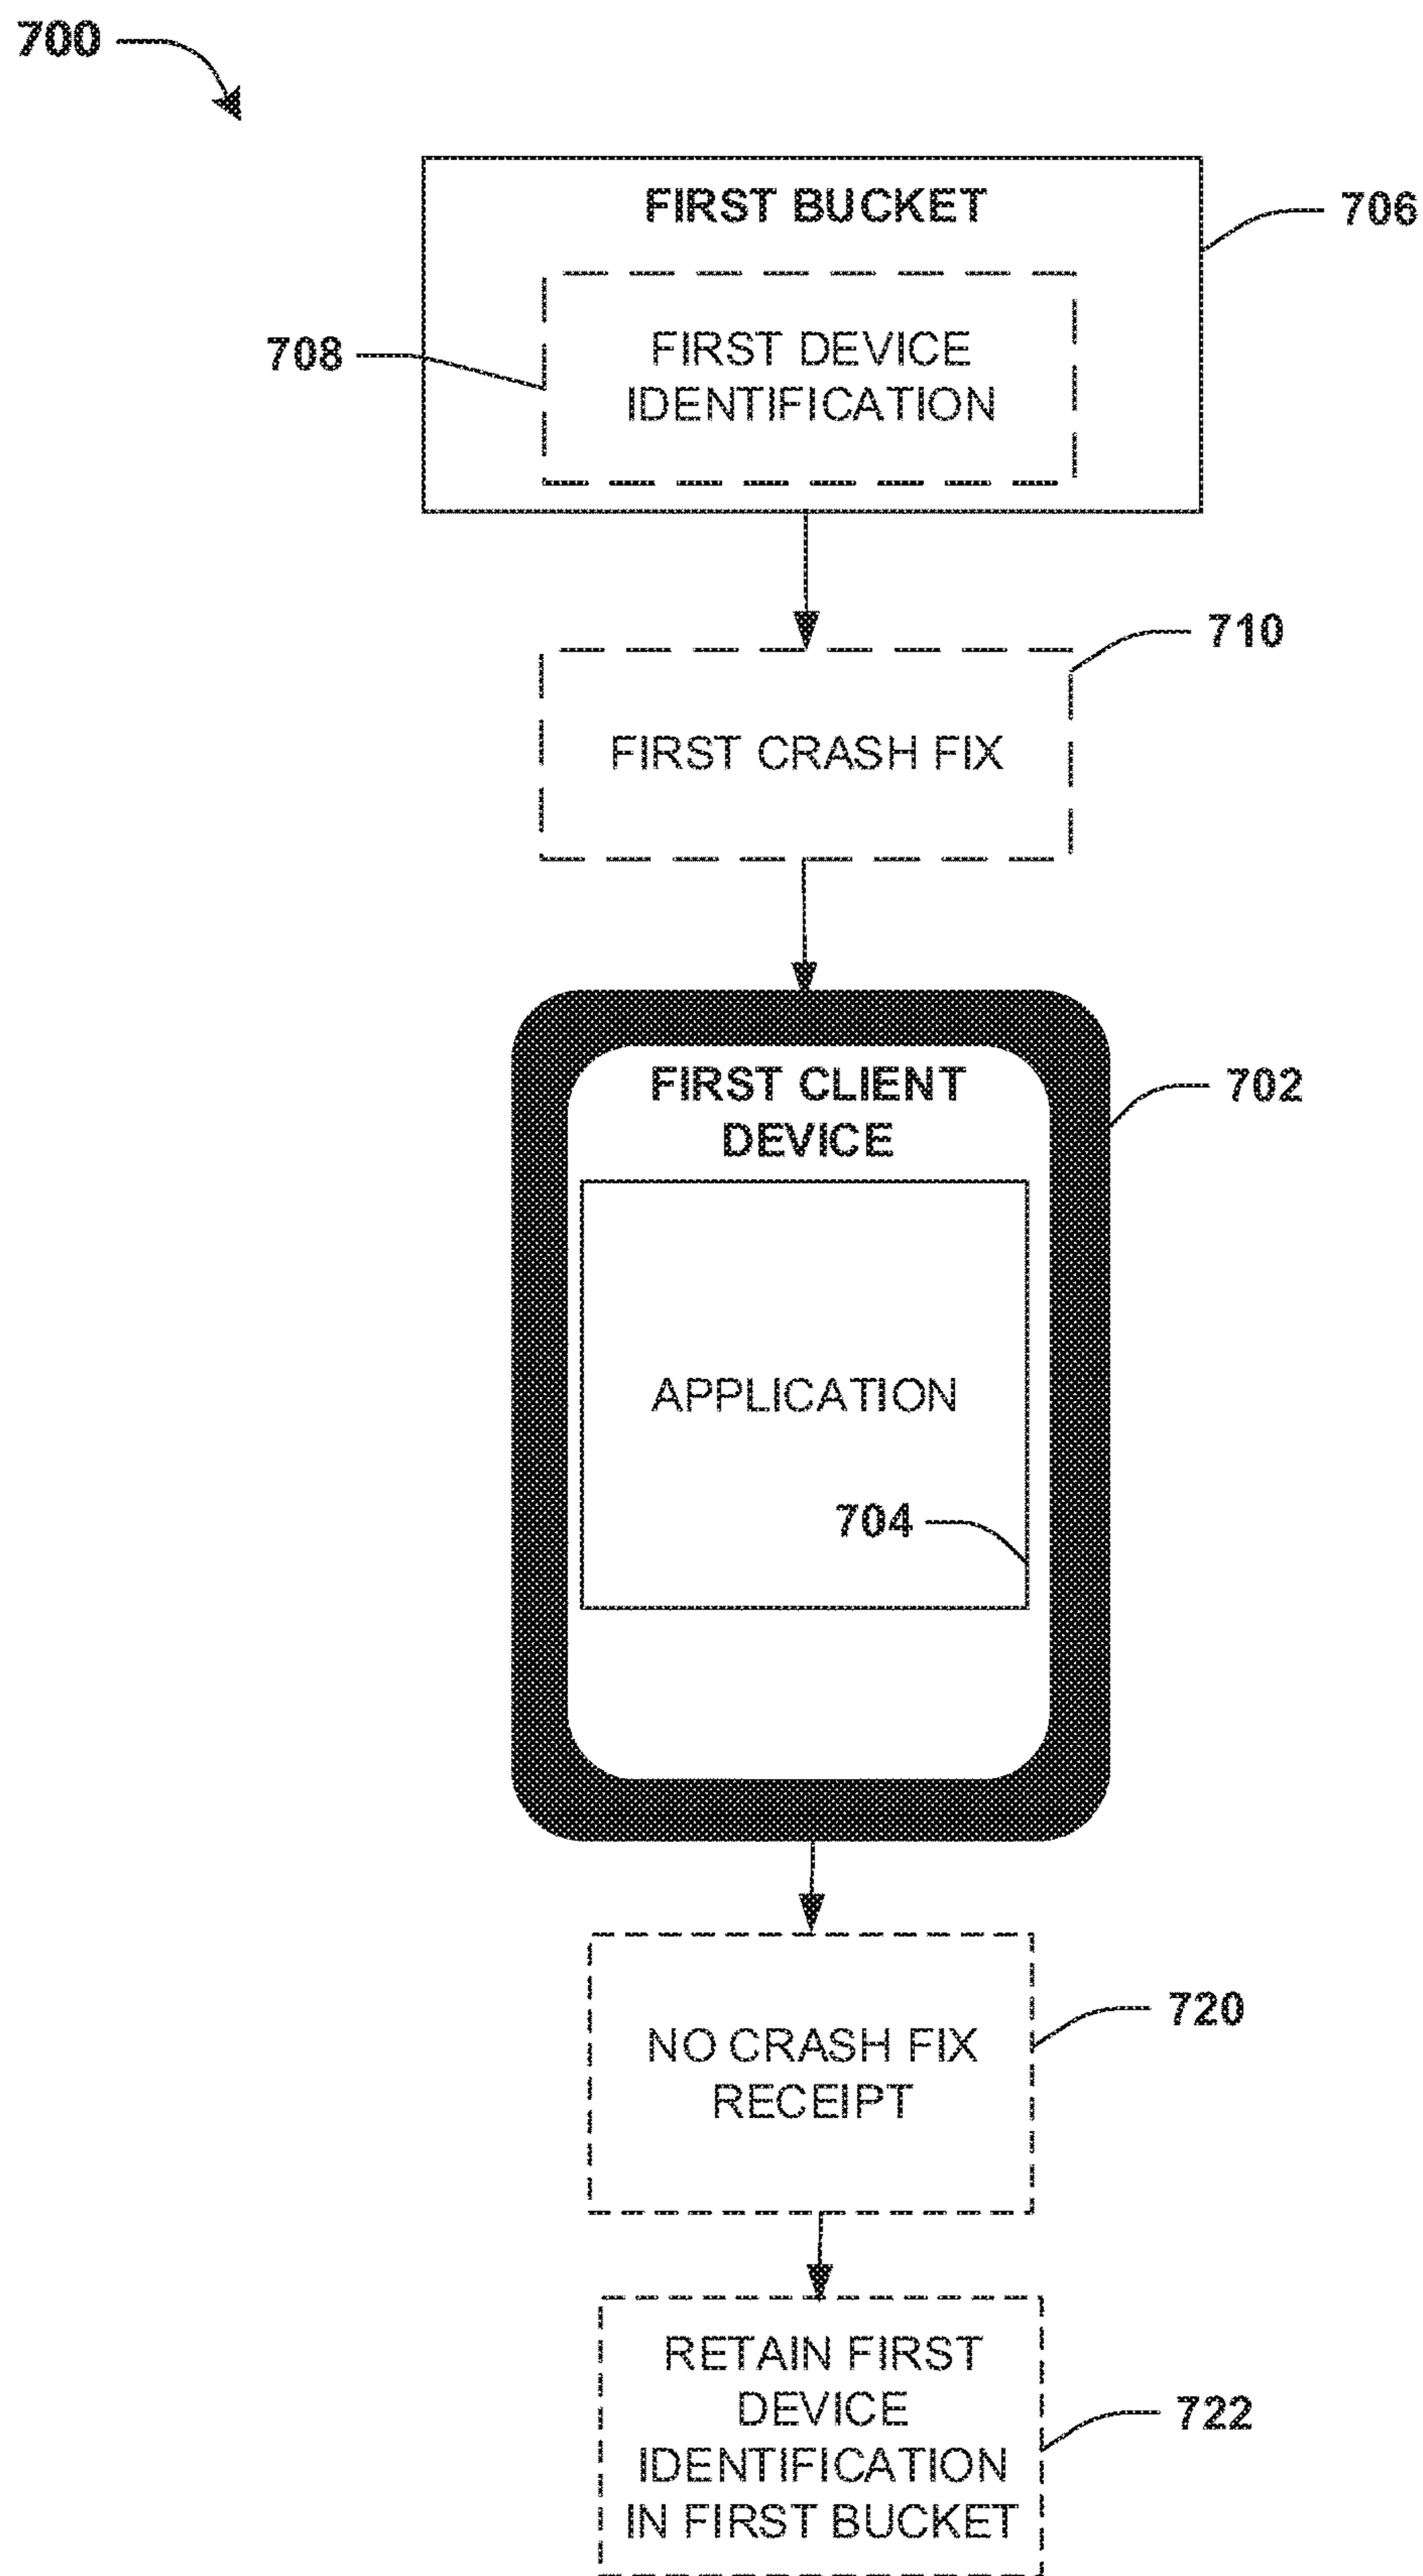 700
FIRST BUCKET
706
708
FIRST DEVICE
IDENTIFICATION
710
FIRST CRASH FIX
FIRST CLIENT
DEVICE
702
APPLICATION
704
NO CRASH FIX
RECEIPT
720
RETAIN FIRST
DEVICE
IDENTIFICATION
IN FIRST BUCKET
722